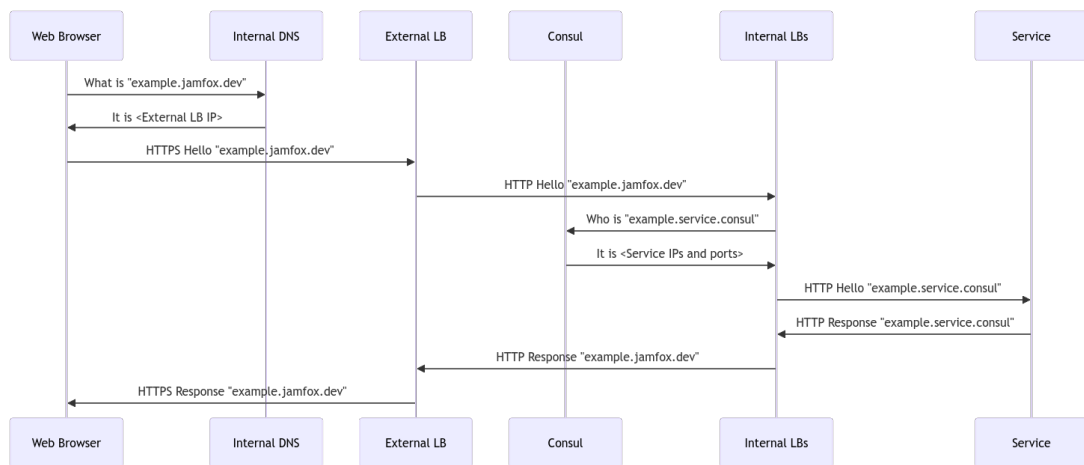 Web Browser
Internal DNS
External LB
Consul
Internal LBs
Service
What is "example.jamfox.dev"
It is <External LB IP>
HTTPS Hello "example.jamfox.dev"
HTTP Hello "example.jamfox.dev"
Who is "example.service.consul"
It is <Service IPs and ports>
HTTP Hello "example.service.consul"
HTTP Response "example.service.consul"
HTTP Response "example.jamfox.dev"
HTTPS Response "example.jamfox.dev"
Web Browser
Internal DNS
External LB
Consul
Internal LBs
Service